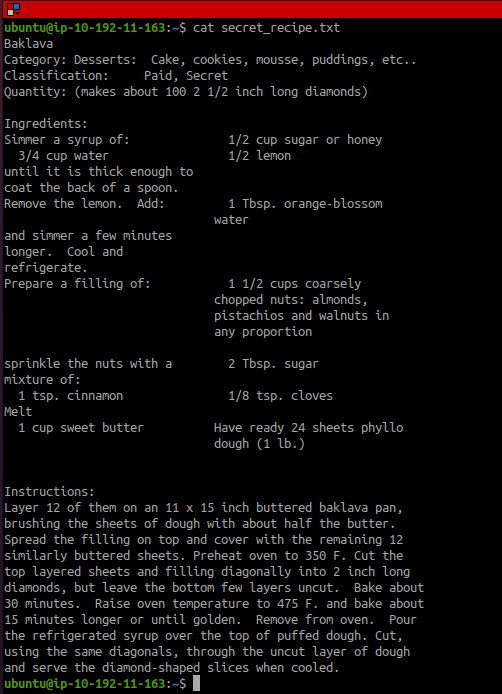 ubuntu@ip-10-192-11-163:~$ cat secret_recipe.txt
Baklava
Category: Desserts:  Cake, cookies, mousse, puddings, etc..
Classification:     Paid, Secret
Quantity: (makes about 100 2 1/2 inch long diamonds)

Ingredients:
Simmer a syrup of:              1/2 cup sugar or honey
  3/4 cup water                 1/2 lemon
until it is thick enough to
coat the back of a spoon.
Remove the lemon.  Add:         1 Tbsp. orange-blossom
                              water
and simmer a few minutes
longer.  Cool and
refrigerate.
Prepare a filling of:           1 1/2 cups coarsely
                              chopped nuts: almonds,
                              pistachios and walnuts in
                              any proportion

sprinkle the nuts with a        2 Tbsp. sugar
mixture of:
  1 tsp. cinnamon               1/8 tsp. cloves
Melt
  1 cup sweet butter          Have ready 24 sheets phyllo
                              dough (1 lb.)


Instructions:
Layer 12 of them on an 11 x 15 inch buttered baklava pan,
brushing the sheets of dough with about half the butter.
Spread the filling on top and cover with the remaining 12
similarly buttered sheets. Preheat oven to 350 F. Cut the
top layered sheets and filling diagonally into 2 inch long
diamonds, but leave the bottom few layers uncut.  Bake about
30 minutes.  Raise oven temperature to 475 F. and bake about
15 minutes longer or until golden.  Remove from oven.  Pour
the refrigerated syrup over the top of puffed dough. Cut,
using the same diagonals, through the uncut layer of dough
and serve the diamond-shaped slices when cooled.
ubuntu@ip-10-192-11-163:~$